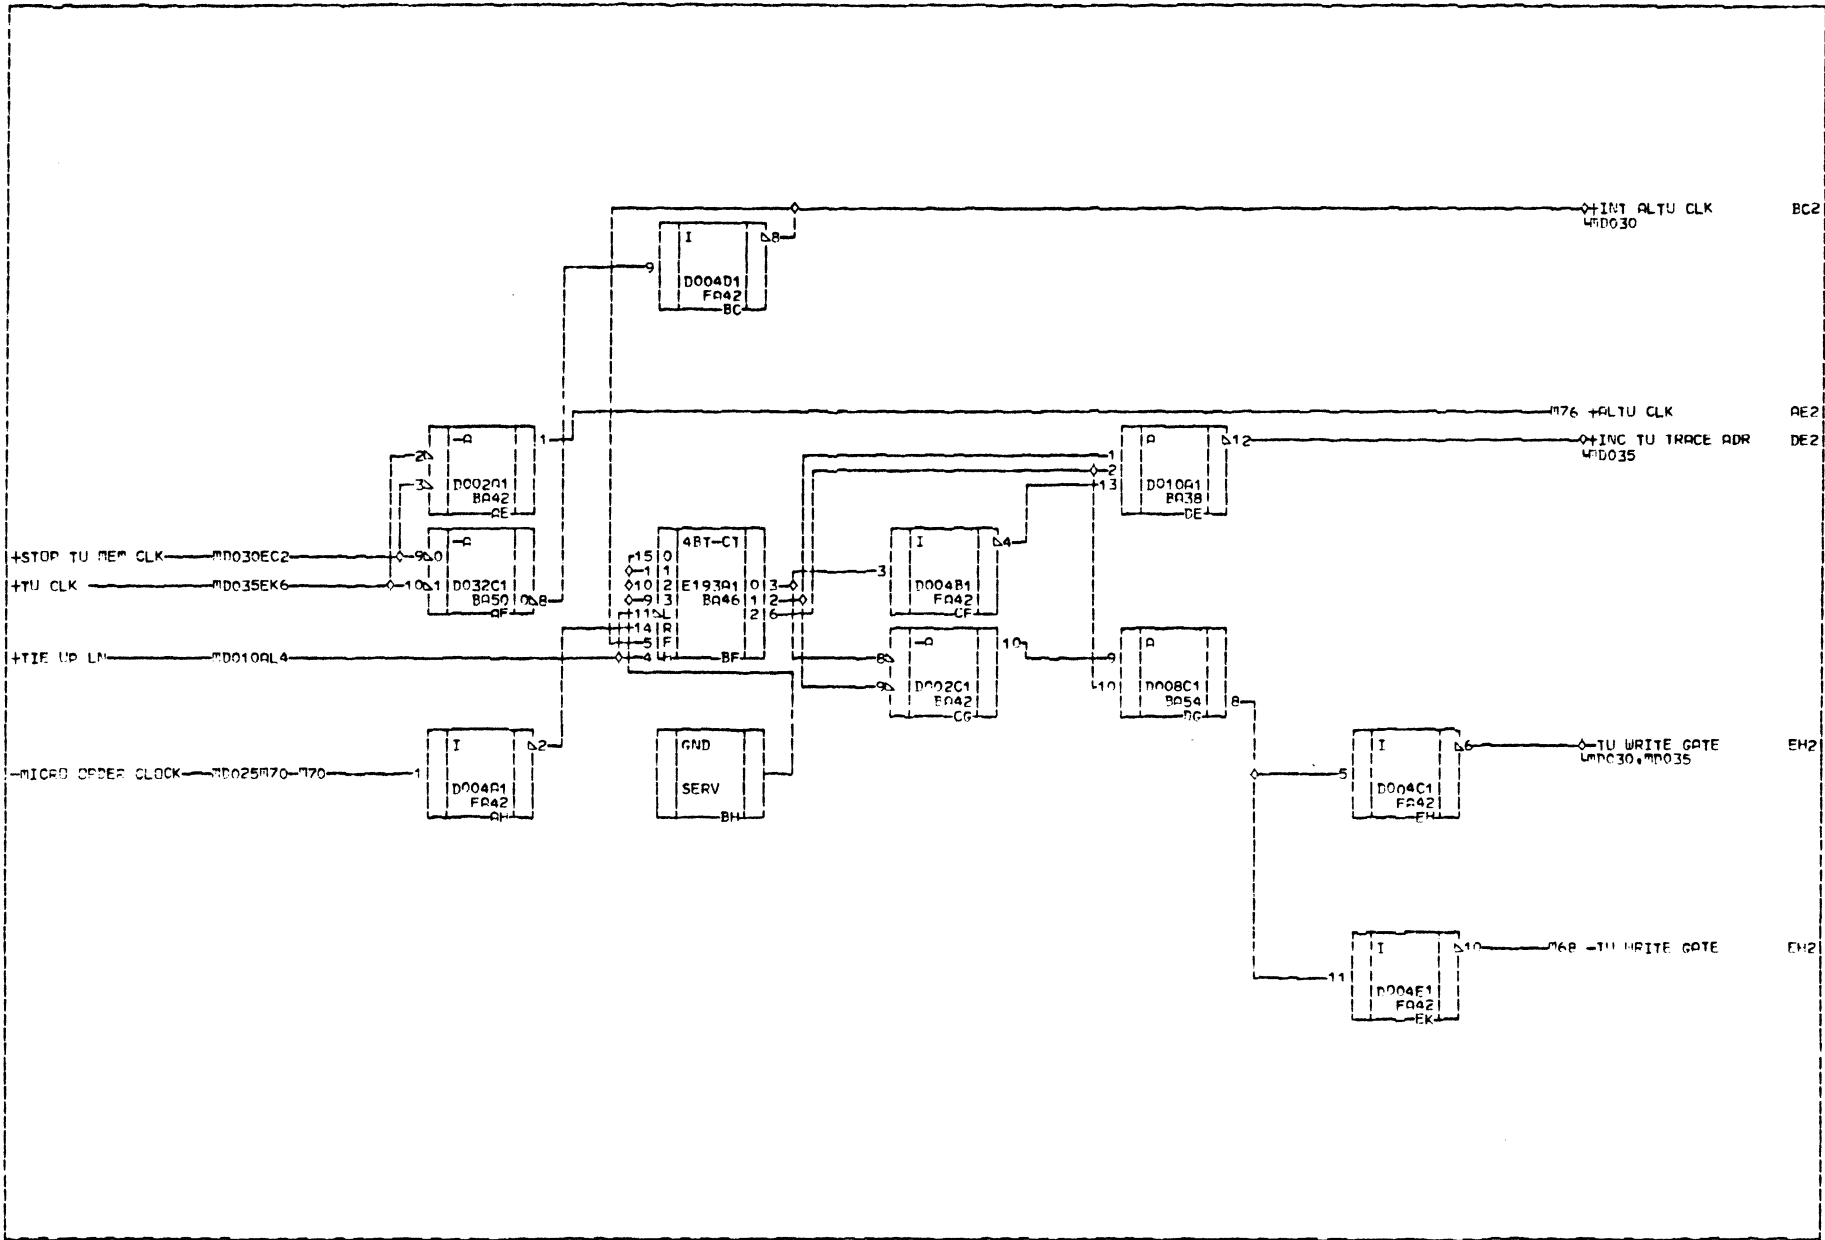 +INT ALTU CLK BC2
MD030
I
8
9
D004D1
FA42
BC
M76 +ALTU CLK AE2
+INC TU TRACE ADR DE2
MD035
-A 1
2
3
D002A1
BA42
AE
A 12
1
2
13
D010A1
BA38
DE
+STOP TU MEM CLK MD030EC2 9 0
+TU CLK MD035EK6 10 1
-A
D032C1
BA50 0 8
AF
4BT-CT
15 0
1 1
10 2 E193A1 0 3
9 3 BA46 1 2
11 L 2 6
14 R
5 F
4 BF
I 4
3
D004B1
FA42
CF
+TIE UP LN MD010AL4
-A 10
8
9
D002C1
BA42
CG
A
9
10
D008C1
BA54 8
DG
-MICRO ORDER CLOCK MD025M70 M70 1
I 2
D004A1
FA42
AH
GND
SERV
BH
I 6
5
D004C1
FA42
EH
-TU WRITE GATE EH2
MD030,MD035
I 10
11
D004E1
FA42
EK
M68 -TU WRITE GATE EH2